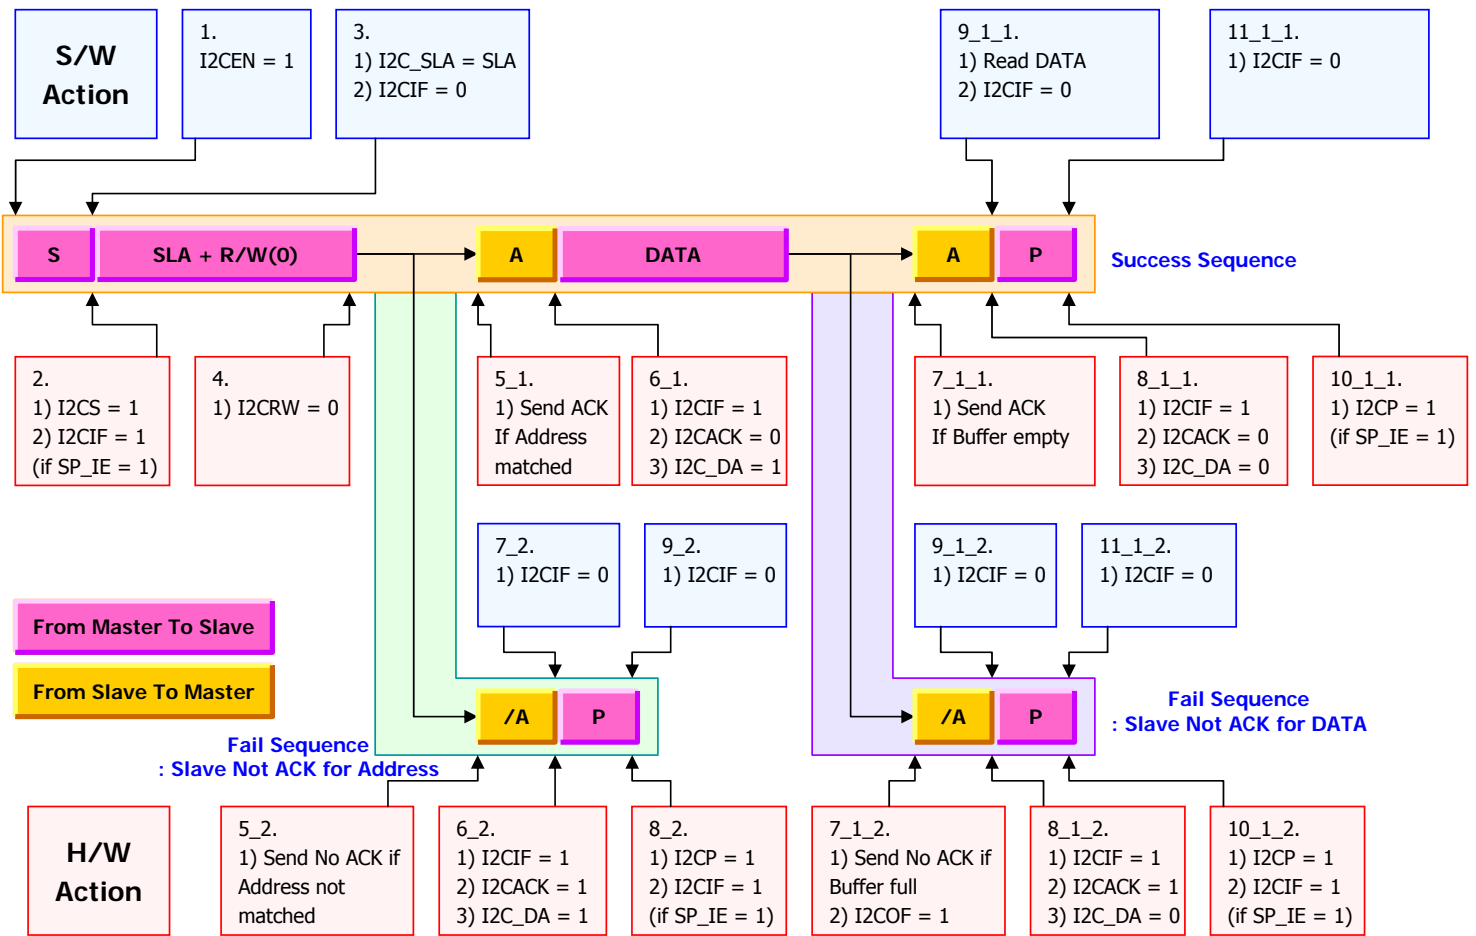 S/W
Action
1.
I2CEN = 1
3.
1) I2C_SLA = SLA
2) I2CIF = 0
9_1_1.
1) Read DATA
2) I2CIF = 0
11_1_1.
1) I2CIF = 0
S
SLA + R/W(0)
A
DATA
A
P
Success Sequence
2.
1) I2CS = 1
2) I2CIF = 1
(if SP_IE = 1)
4.
1) I2CRW = 0
5_1.
1) Send ACK
If Address
matched
6_1.
1) I2CIF = 1
2) I2CACK = 0
3) I2C_DA = 1
7_1_1.
1) Send ACK
If Buffer empty
8_1_1.
1) I2CIF = 1
2) I2CACK = 0
3) I2C_DA = 0
10_1_1.
1) I2CP = 1
(if SP_IE = 1)
7_2.
1) I2CIF = 0
9_2.
1) I2CIF = 0
9_1_2.
1) I2CIF = 0
11_1_2.
1) I2CIF = 0
From Master To Slave
From Slave To Master
/A
P
Fail Sequence
: Slave Not ACK for Address
/A
P
Fail Sequence
: Slave Not ACK for DATA
H/W
Action
5_2.
1) Send No ACK if
Address not
matched
6_2.
1) I2CIF = 1
2) I2CACK = 1
3) I2C_DA = 1
8_2.
1) I2CP = 1
2) I2CIF = 1
(if SP_IE = 1)
7_1_2.
1) Send No ACK if
Buffer full
2) I2COF = 1
8_1_2.
1) I2CIF = 1
2) I2CACK = 1
3) I2C_DA = 0
10_1_2.
1) I2CP = 1
2) I2CIF = 1
(if SP_IE = 1)